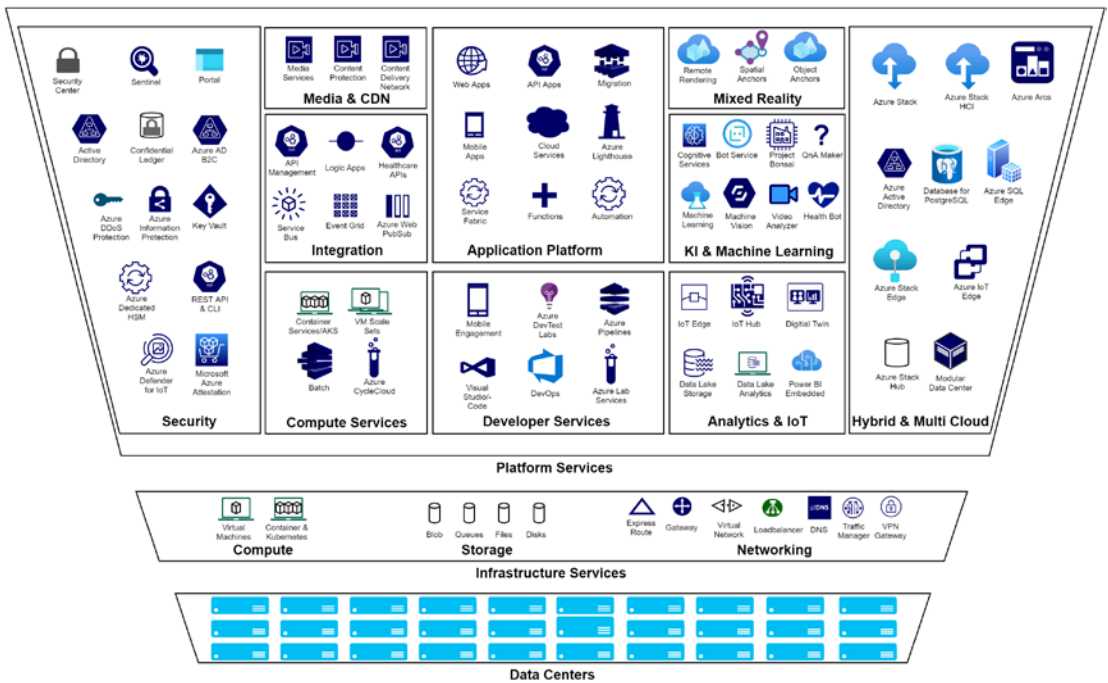 Security
Center
Sentinel
Portal
Active
Directory
Confidential
Ledger
Azure AD
B2C
Azure
DDoS
Protection
Azure
Information
Protection
Key Vault
Azure
Dedicated
HSM
REST API
& CLI
Azure
Defender
for IoT
Microsoft
Azure
Attestation
Security
Media
Services
Content
Protection
Content
Delivery
Network
Media & CDN
API
Management
Logic Apps
Healthcare
APIs
Service
Bus
Event Grid
Azure Web
PubSub
Integration
Container
Services/AKS
VM Scale
Sets
Batch
Azure
CycleCloud
Compute Services
Web Apps
API Apps
Migration
Mobile
Apps
Cloud
Services
Azure
Lighthouse
Service
Fabric
Functions
Automation
Application Platform
Mobile
Engagement
Azure
DevTest
Labs
Azure
Pipelines
Visual
Studio/-
Code
DevOps
Azure Lab
Services
Developer Services
Remote
Rendering
Spatial
Anchors
Object
Anchors
Mixed Reality
Cognitive
Services
Bot Service
Project
Bonsai
QnA Maker
Machine
Learning
Machine
Vision
Video
Analyzer
Health Bot
KI & Machine Learning
IoT Edge
IoT Hub
Digitial Twin
Data Lake
Storage
Data Lake
Analytics
Power BI
Embedded
Analytics & IoT
Azure Stack
Azure Stack
HCI
Azure Aros
Azure
Active
Directory
Database for
PostgreSQL
Azure SQL
Edge
Azure Stack
Edge
Azure IoT
Edge
Azure Stack
Hub
Modular
Data Center
Hybrid & Multi Cloud
Platform Services
Virtual
Machines
Container &
Kubernetes
Compute
Blob
Queues
Files
Disks
Storage
Express
Route
Gateway
Virtual
Network
Loadbalancer
DNS
DNS
Traffic
Manager
VPN
Gateway
Networking
Infrastructure Services
Data Centers